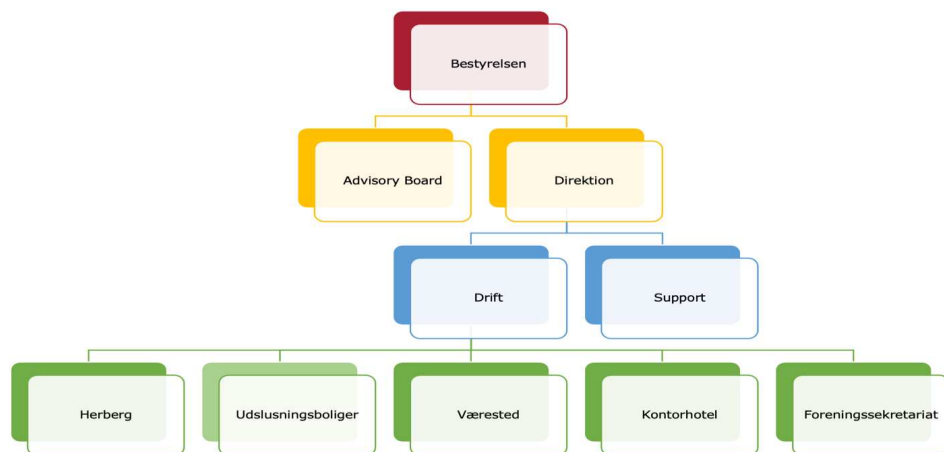 Bestyrelsen
Advisory Board
Direktion
Drift
Support
Herberg
Udslusningsboliger
Værested
Kontorhotel
Foreningssekretariat